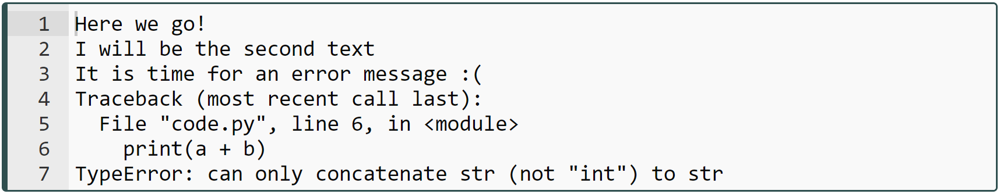 1 Here we go!
2 I will be the second text
3 It is time for an error message :(
4 Traceback (most recent call last):
5   File "code.py", line 6, in <module>
6     print(a + b)
7 TypeError: can only concatenate str (not "int") to str